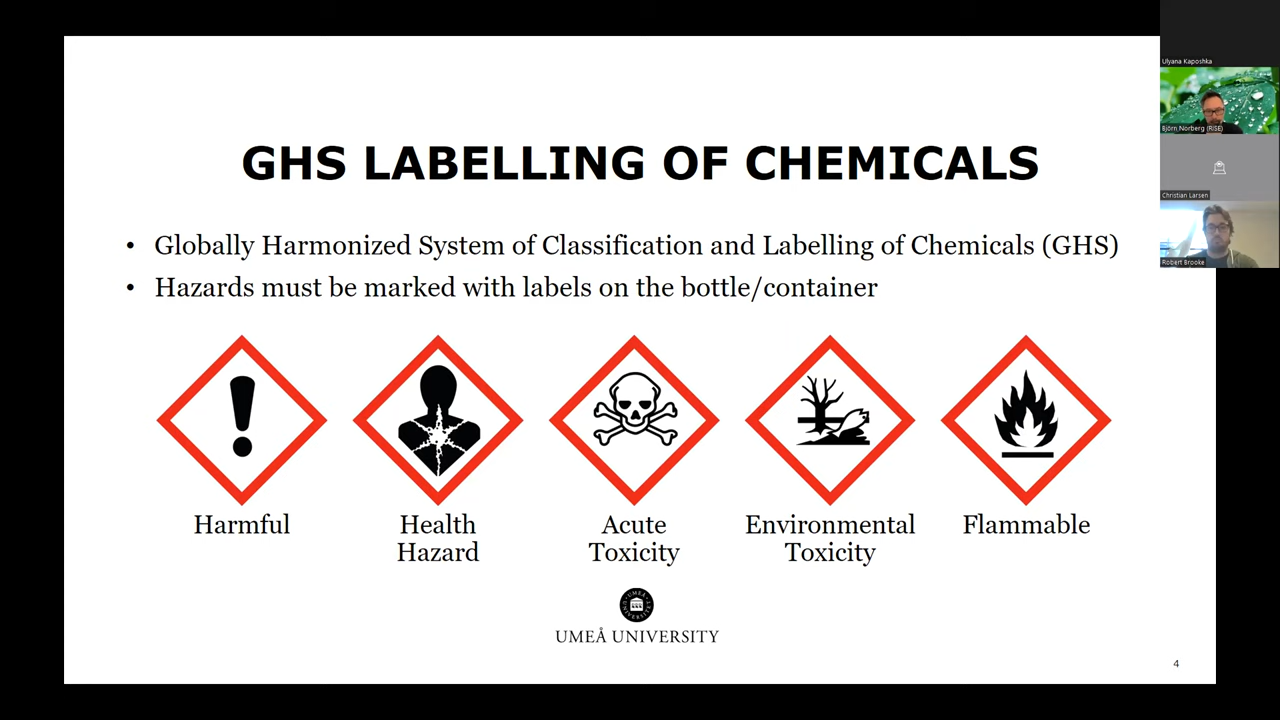 GHS LABELLING OF CHEMICALS
• Globally Harmonized System of Classification and Labelling of Chemicals (GHS)
• Hazards must be marked with labels on the bottle/container
Harmful
Health
Hazard
Acute
Toxicity
Environmental
Toxicity
Flammable
UMEÅ UNIVERSITY
4
Ulyana Kaposhka
Björn Norberg (RISE)
Christian Larsen
Robert Brooke